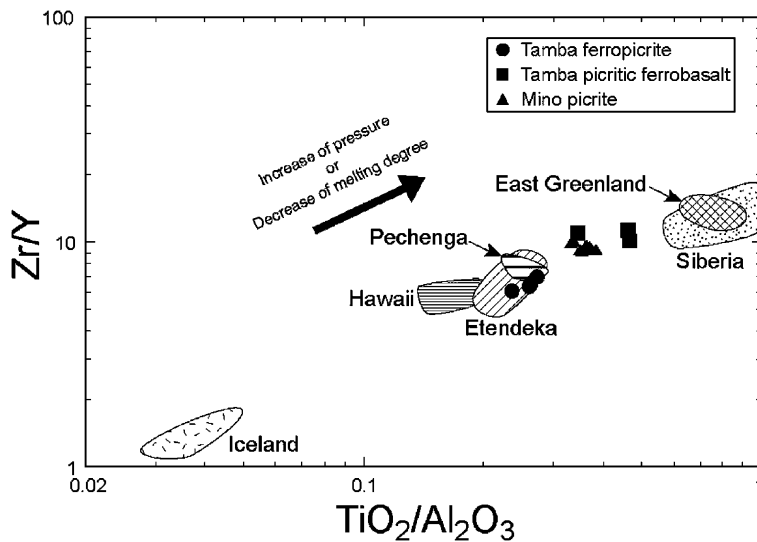 100
Tamba ferropicrite
Tamba picritic ferrobasalt
Mino picrite
Increase of pressure
or
Decrease of melting degree
East Greenland
Pechenga
Zr/Y
10
Siberia
Hawaii
Etendeka
Iceland
1
0.02
0.1
TiO₂/Al₂O₃